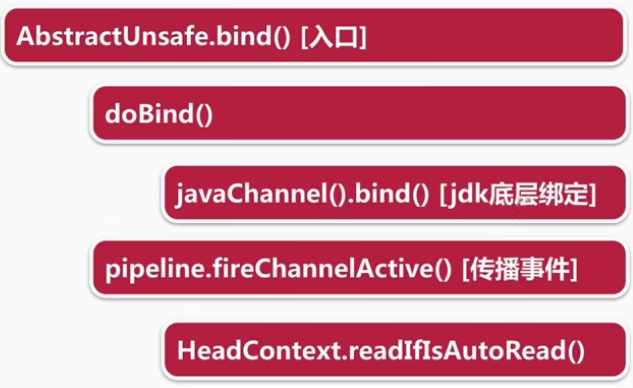 AbstractUnsafe.bind() [入口]
doBind()
javaChannel().bind() [jdk底层绑定]
pipeline.fireChannelActive() [传播事件]
HeadContext.readIfIsAutoRead()